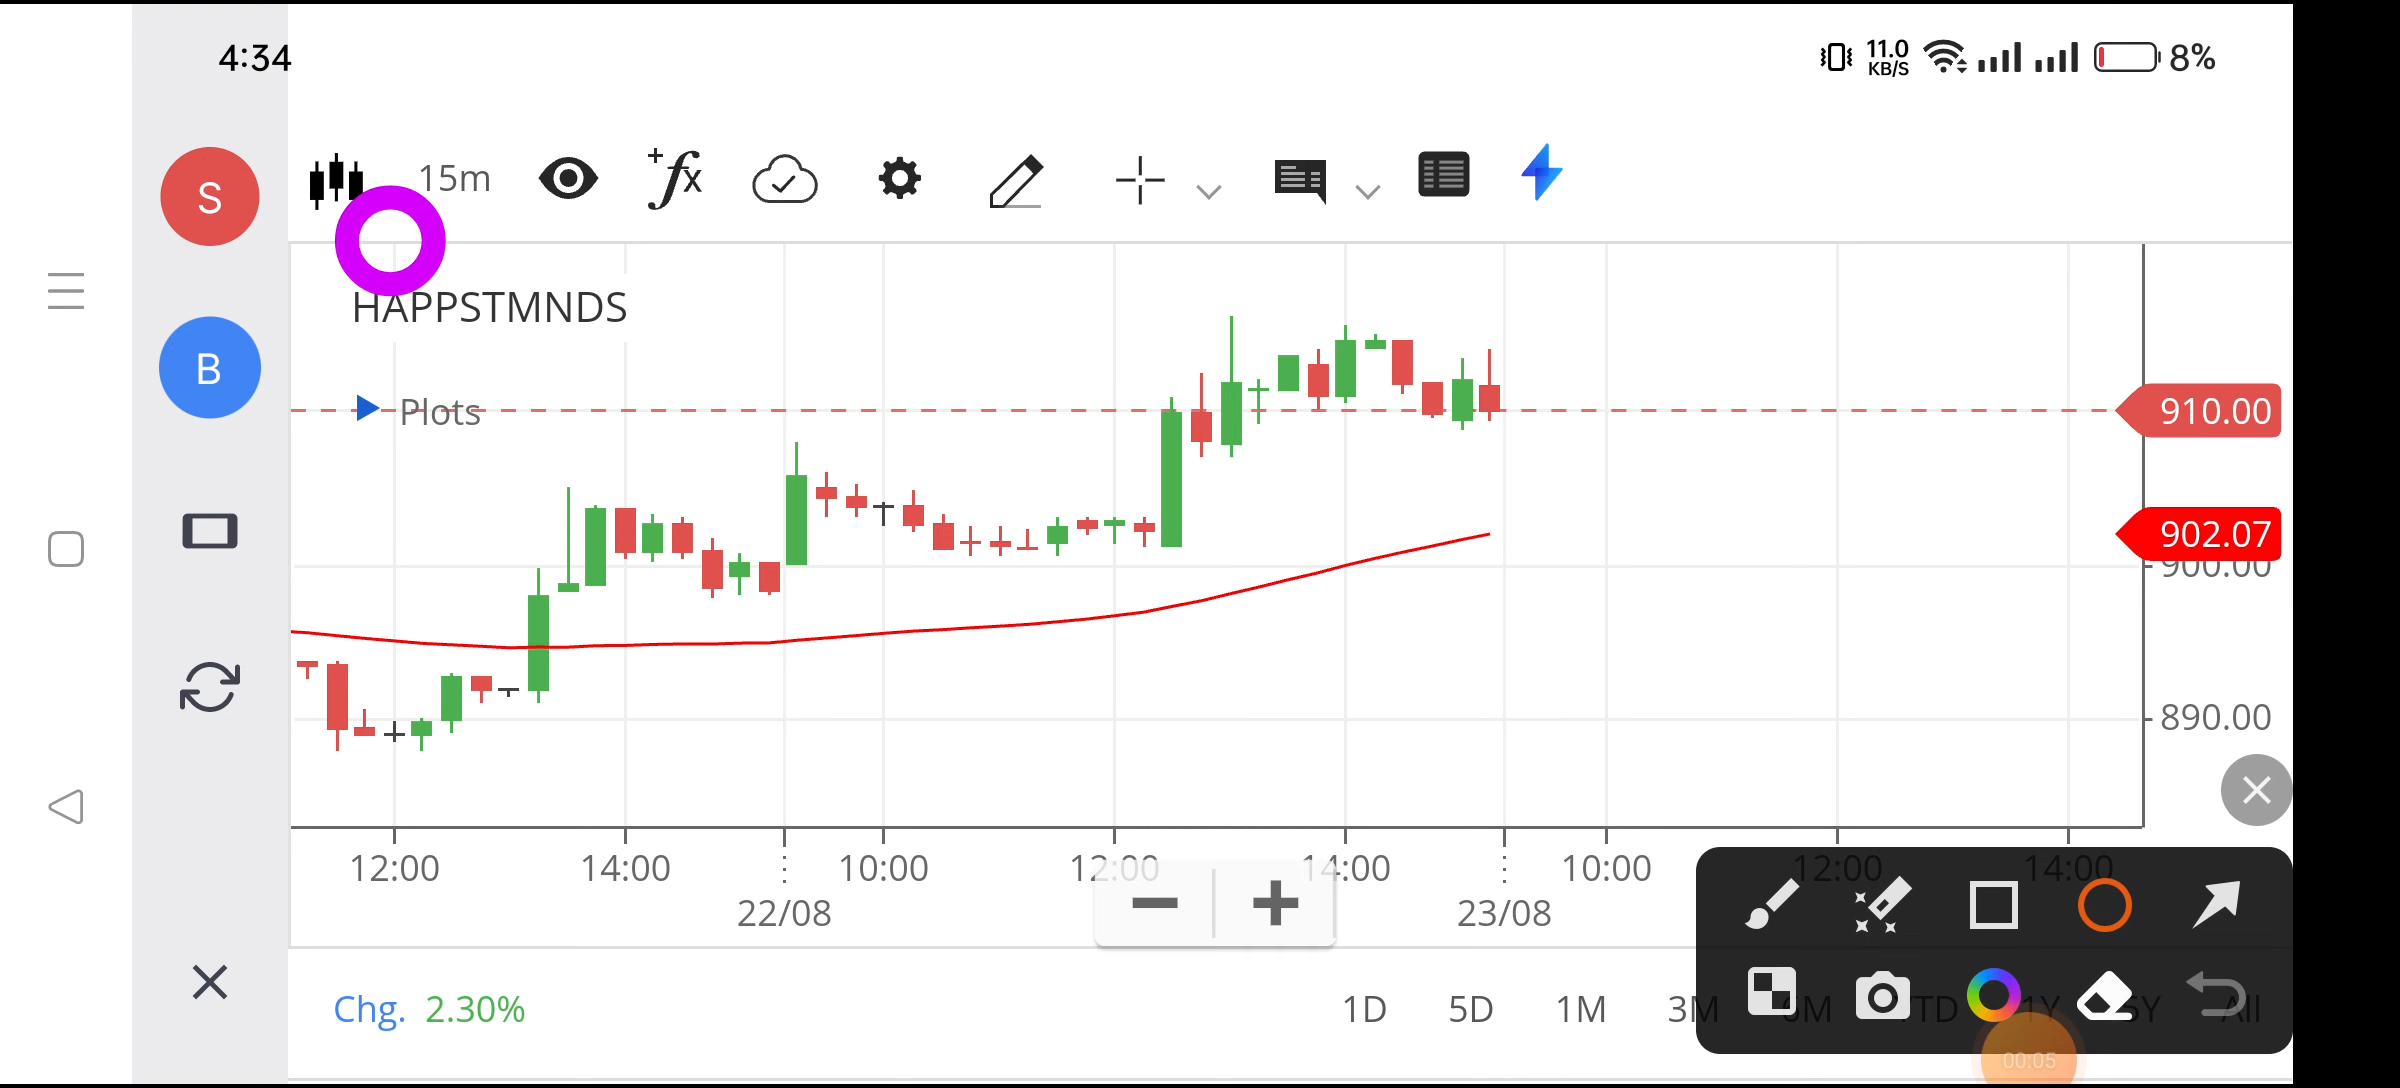 4:34
11.0
KB/S
8%
S
15m
fx
B
HAPPSTMNDS
Plots
910.00
902.07
900.00
890.00
12:00 14:00 10:00 12:00 14:00 10:00 12:00 14:00
22/08 23/08
Chg. 2.30%
1D 5D 1M 3M 6M YTD 1Y 5Y All
00:05